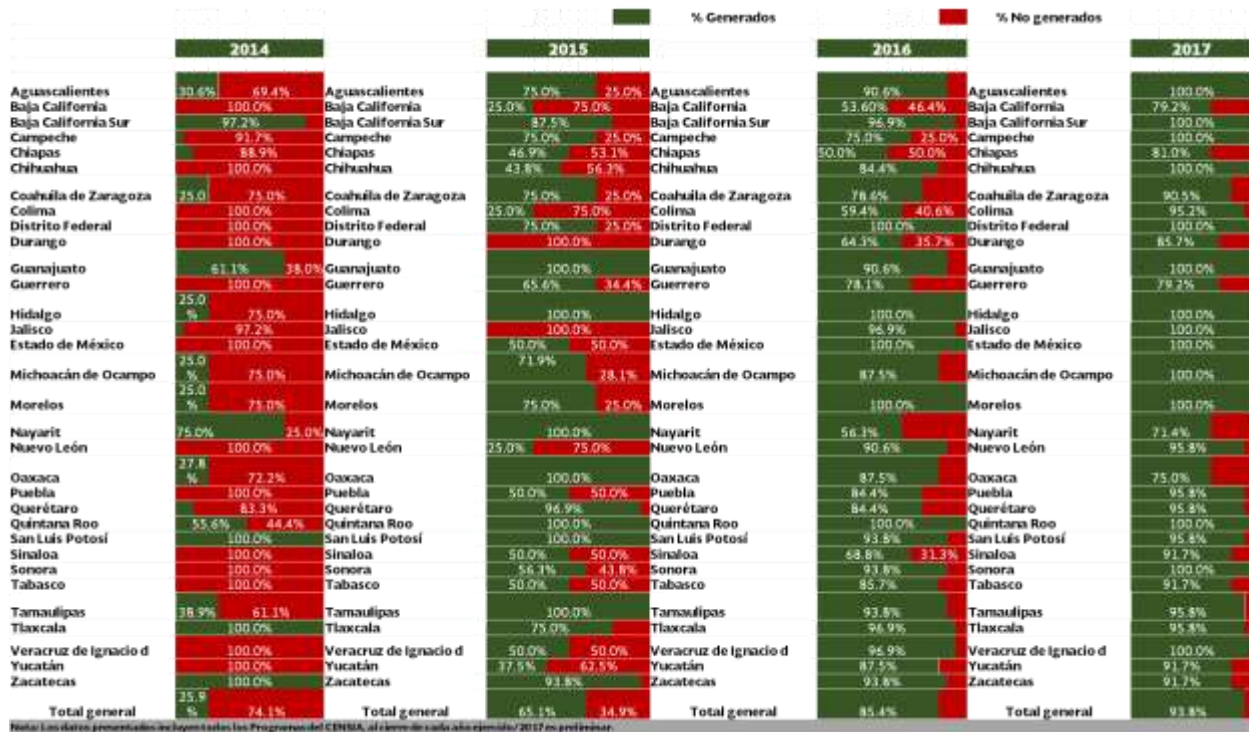 % Generados % No generados
2014 2015 2016 2017
Aguascalientes 30.6% 69.4% Aguascalientes 75.0% 25.0% Aguascalientes 90.6% Aguascalientes 100.0%
Baja California 100.0% Baja California 25.0% 75.0% Baja California 53.60% 46.4% Baja California 79.2%
Baja California Sur 97.2% Baja California Sur 87.5% Baja California Sur 96.9% Baja California Sur 100.0%
Campeche 91.7% Campeche 75.0% 25.0% Campeche 75.0% 25.0% Campeche 100.0%
Chiapas 88.9% Chiapas 46.9% 53.1% Chiapas 50.0% 50.0% Chiapas 81.0%
Chihuahua 100.0% Chihuahua 43.8% 56.3% Chihuahua 84.4% Chihuahua 100.0%
Coahuila de Zaragoza 25.0 75.0% Coahuila de Zaragoza 75.0% 25.0% Coahuila de Zaragoza 78.6% Coahuila de Zaragoza 90.5%
Colima 100.0% Colima 25.0% 75.0% Colima 59.4% 40.6% Colima 95.2%
Distrito Federal 100.0% Distrito Federal 75.0% 25.0% Distrito Federal 100.0% Distrito Federal 100.0%
Durango 100.0% Durango 100.0% Durango 64.3% 35.7% Durango 85.7%
Guanajuato 61.1% 38.0% Guanajuato 100.0% Guanajuato 90.6% Guanajuato 100.0%
Guerrero 100.0% Guerrero 65.6% 34.4% Guerrero 78.1% Guerrero 79.2%
Hidalgo 25.0 % 75.0% Hidalgo 100.0% Hidalgo 100.0% Hidalgo 100.0%
Jalisco 97.2% Jalisco 100.0% Jalisco 96.9% Jalisco 100.0%
Estado de México 100.0% Estado de México 50.0% 50.0% Estado de México 100.0% Estado de México 100.0%
Michoacán de Ocampo 25.0 % 75.0% Michoacán de Ocampo 71.9% 28.1% Michoacán de Ocampo 87.5% Michoacán de Ocampo 100.0%
Morelos 25.0 % 75.0% Morelos 75.0% 25.0% Morelos 100.0% Morelos 100.0%
Nayarit 75.0% 25.0% Nayarit 100.0% Nayarit 56.3% Nayarit 71.4%
Nuevo León 100.0% Nuevo León 25.0% 75.0% Nuevo León 90.6% Nuevo León 95.8%
Oaxaca 27.8 % 72.2% Oaxaca 100.0% Oaxaca 87.5% Oaxaca 75.0%
Puebla 100.0% Puebla 50.0% 50.0% Puebla 84.4% Puebla 95.8%
Querétaro 83.3% Querétaro 96.9% Querétaro 84.4% Querétaro 95.8%
Quintana Roo 55.6% 44.4% Quintana Roo 100.0% Quintana Roo 100.0% Quintana Roo 100.0%
San Luis Potosí 100.0% San Luis Potosí 100.0% San Luis Potosí 93.8% San Luis Potosí 95.8%
Sinaloa 100.0% Sinaloa 50.0% 50.0% Sinaloa 68.8% 31.3% Sinaloa 91.7%
Sonora 100.0% Sonora 56.3% 43.8% Sonora 93.8% Sonora 100.0%
Tabasco 100.0% Tabasco 50.0% 50.0% Tabasco 85.7% Tabasco 91.7%
Tamaulipas 38.9% 61.1% Tamaulipas 100.0% Tamaulipas 93.8% Tamaulipas 95.8%
Tlaxcala 100.0% Tlaxcala 75.0% Tlaxcala 96.9% Tlaxcala 95.8%
Veracruz de Ignacio d 100.0% Veracruz de Ignacio d 50.0% 50.0% Veracruz de Ignacio d 96.9% Veracruz de Ignacio d 100.0%
Yucatán 100.0% Yucatán 37.5% 62.5% Yucatán 87.5% Yucatán 91.7%
Zacatecas 100.0% Zacatecas 93.8% Zacatecas 93.8% Zacatecas 91.7%
Total general 25.9 % 74.1% Total general 65.1% 34.9% Total general 85.4% Total general 93.8%
Nota: Los datos presentados incluyen todos los Programas del CENSIA, al cierre de cada año ejercido/2017 es preliminar.